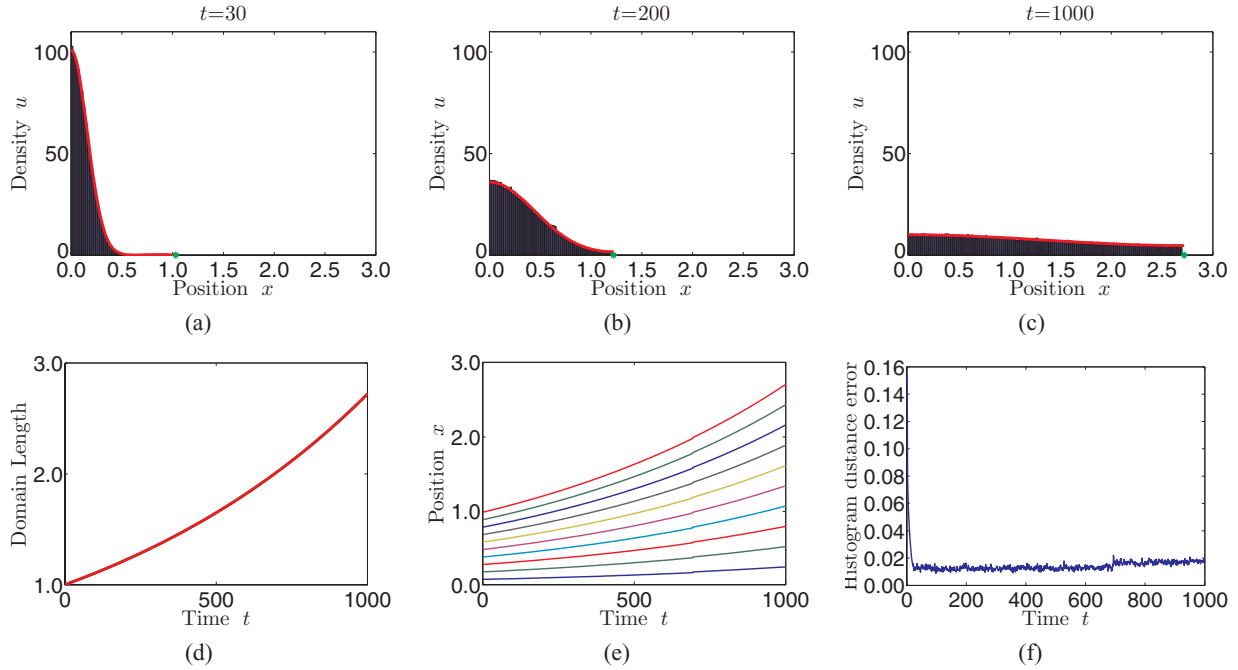 t=30
t=200
t=1000
Density u
100
50
0
0.0 0.5 1.0 1.5 2.0 2.5 3.0
Position x
(a)
Density u
100
50
0
0.0 0.5 1.0 1.5 2.0 2.5 3.0
Position x
(b)
Density u
100
50
0
0.0 0.5 1.0 1.5 2.0 2.5 3.0
Position x
(c)
Domain Length
3.0
2.0
1.0
0 500 1000
Time t
(d)
Position x
3.0
2.0
1.0
0.0
0 500 1000
Time t
(e)
Histogram distance error
0.16
0.14
0.12
0.10
0.08
0.06
0.04
0.02
0.00
0 200 400 600 800 1000
Time t
(f)